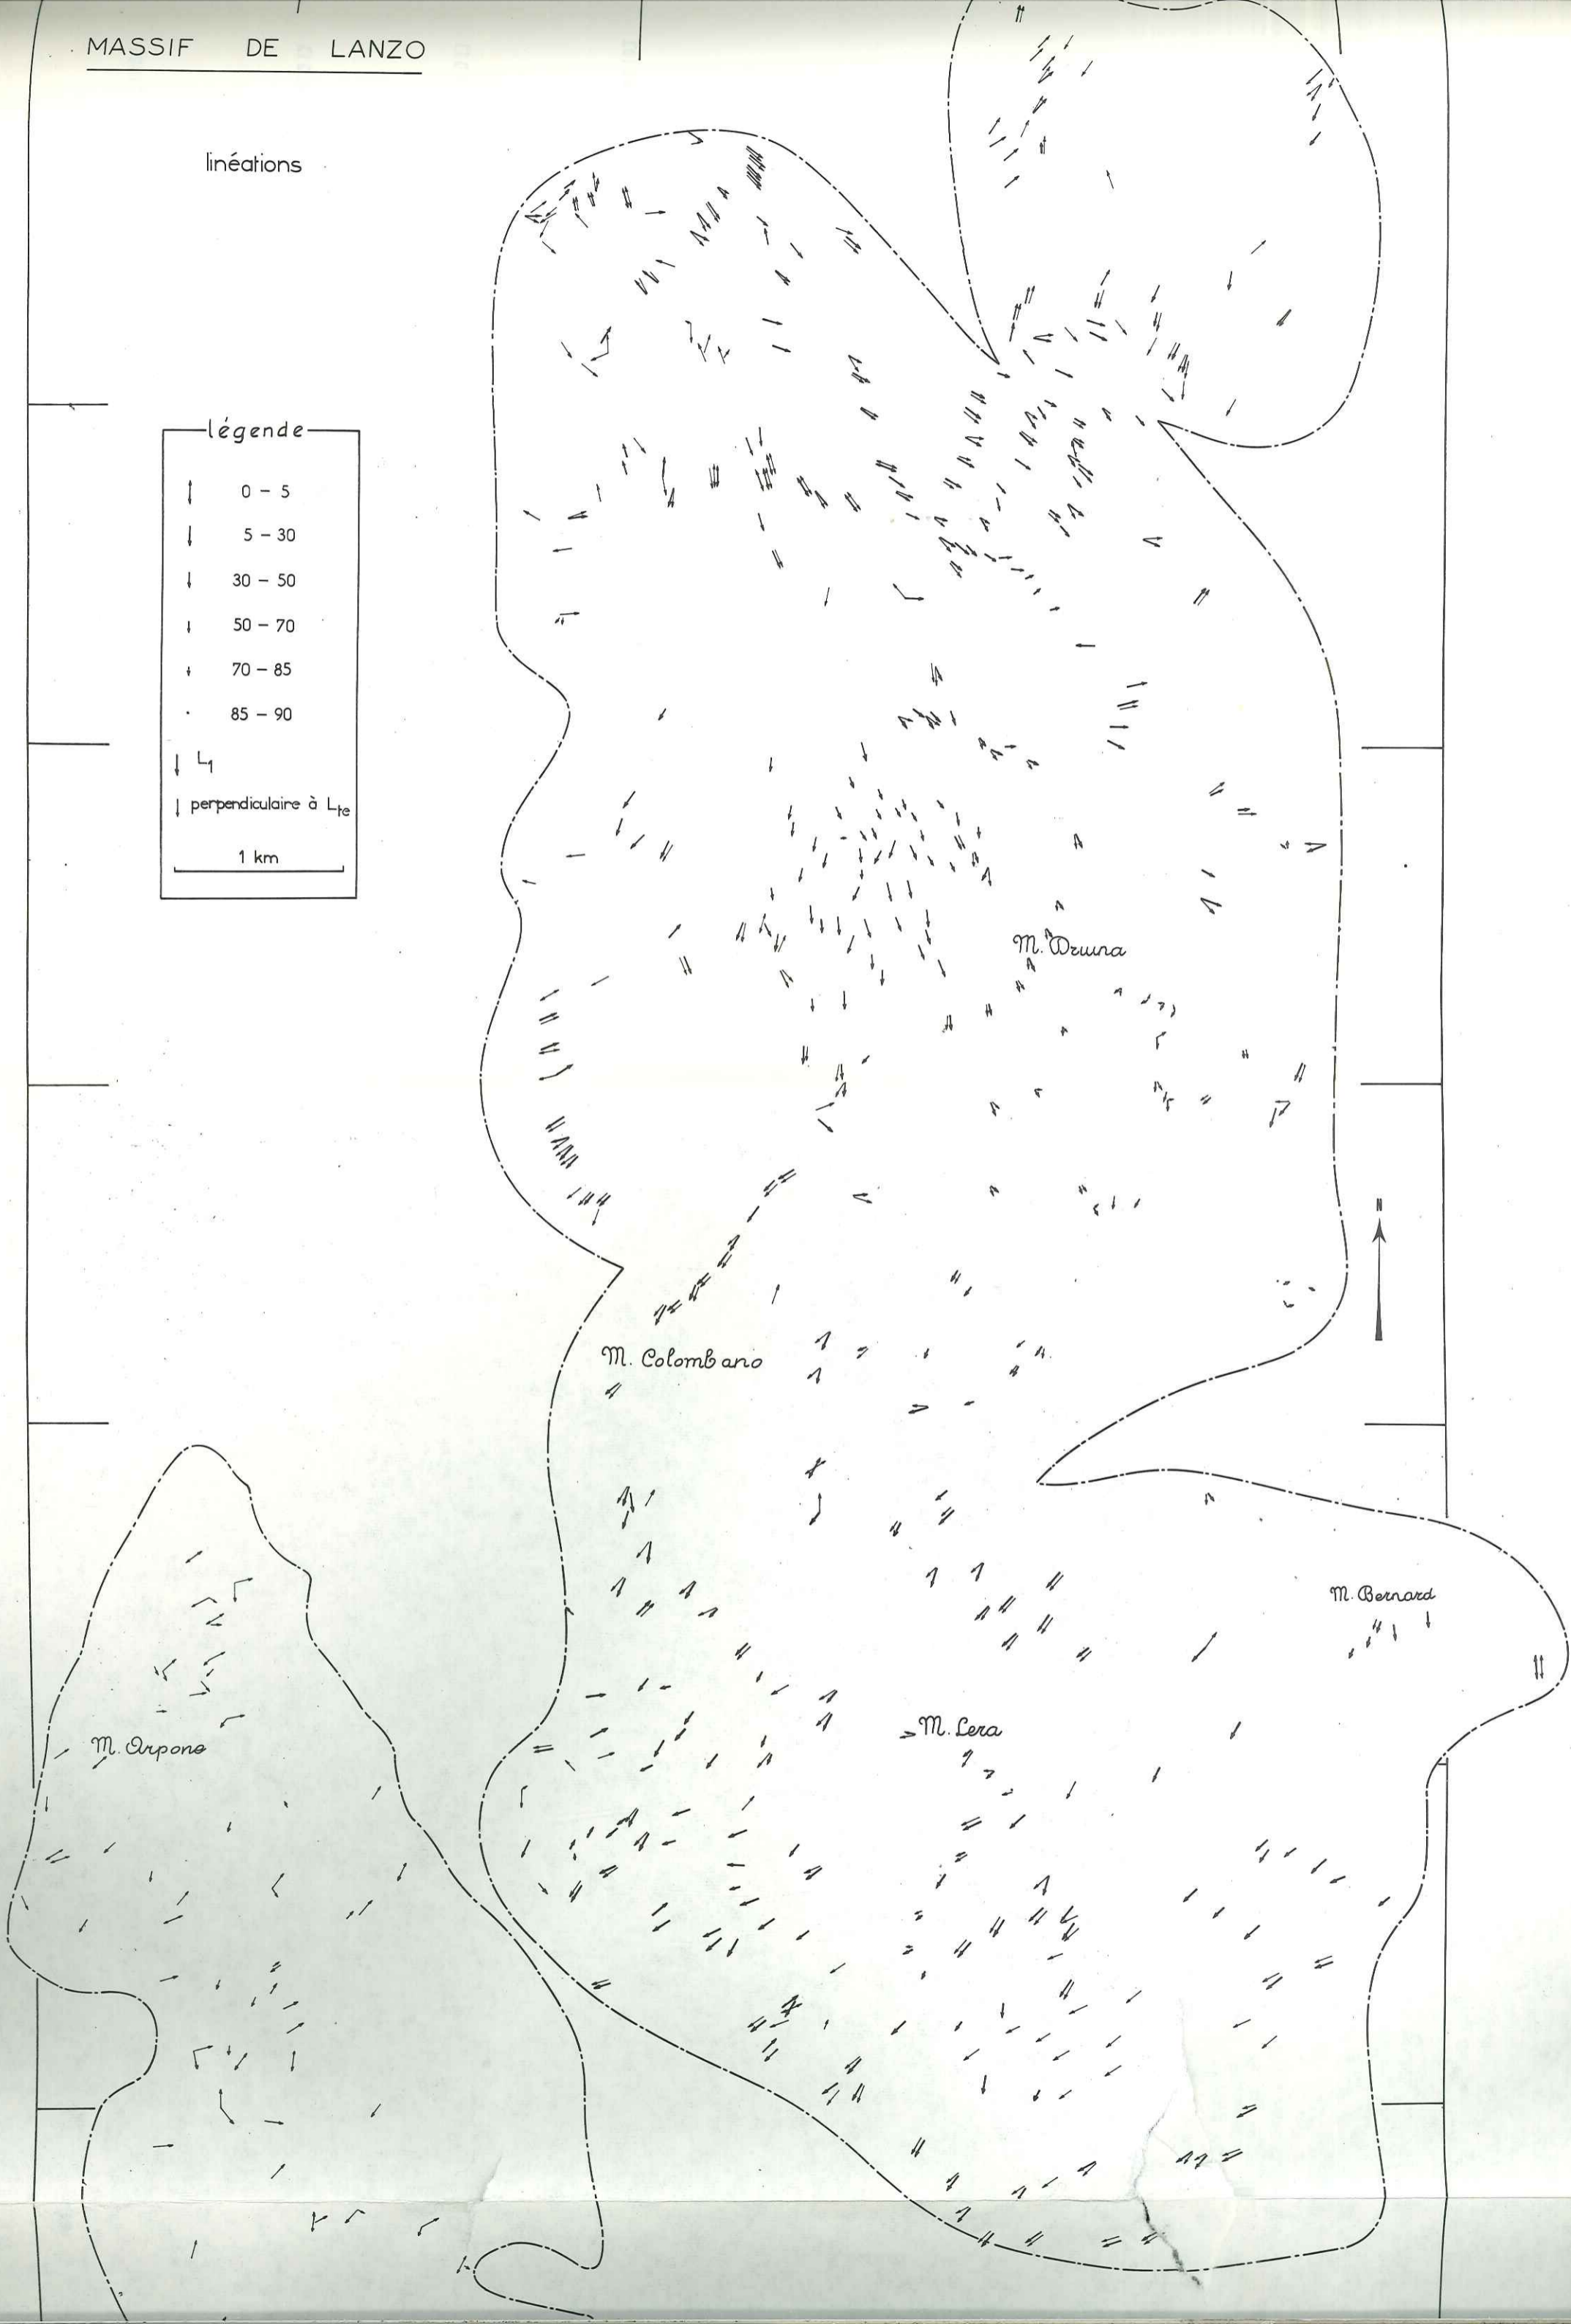 MASSIF DE LANZO
linéations
légende
0 – 5
5 – 30
30 – 50
50 – 70
70 – 85
85 – 90
L1
perpendiculaire à Lte
1 km
M. Druina
N
M. Colombano
M. Bernard
M. Lera
M. Arpone